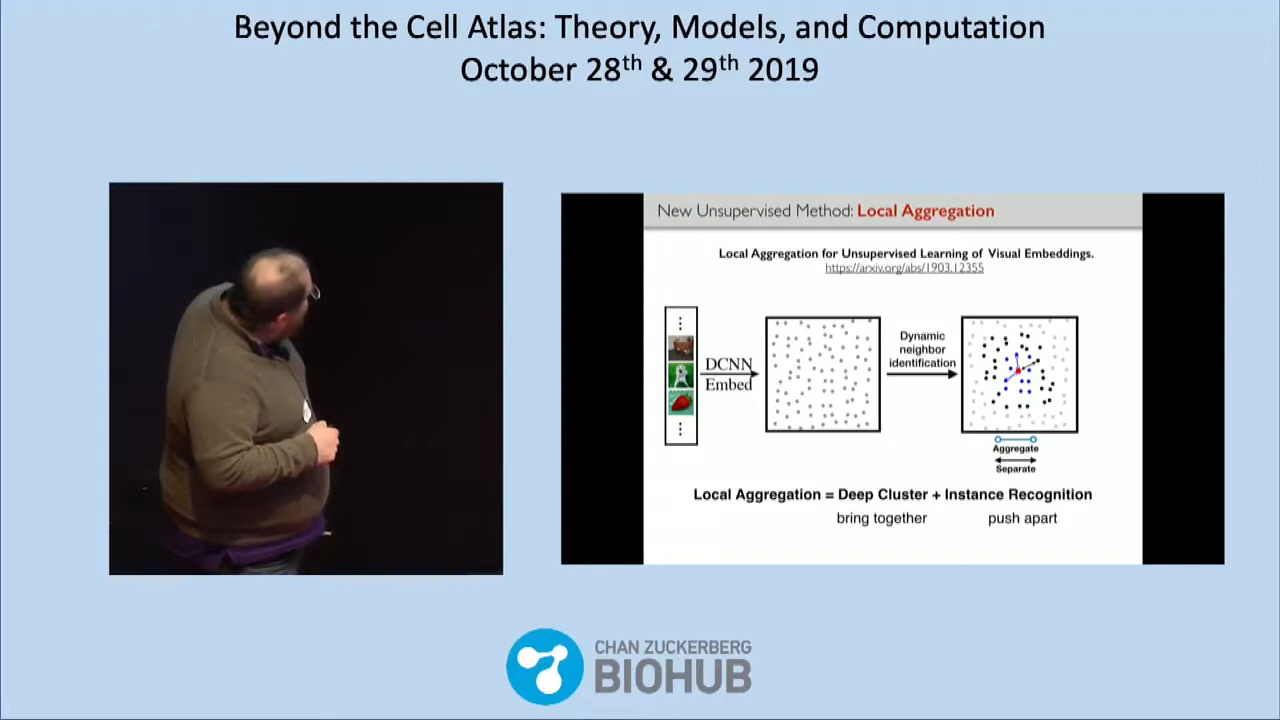 Beyond the Cell Atlas: Theory, Models, and Computation
October 28th & 29th 2019
New Unsupervised Method: Local Aggregation
Local Aggregation for Unsupervised Learning of Visual Embeddings.
https://arxiv.org/abs/1903.12355
DCNN
Embed
Dynamic
neighbor
identification
Aggregate
Separate
Local Aggregation = Deep Cluster + Instance Recognition
bring together push apart
CHAN ZUCKERBERG
BIOHUB